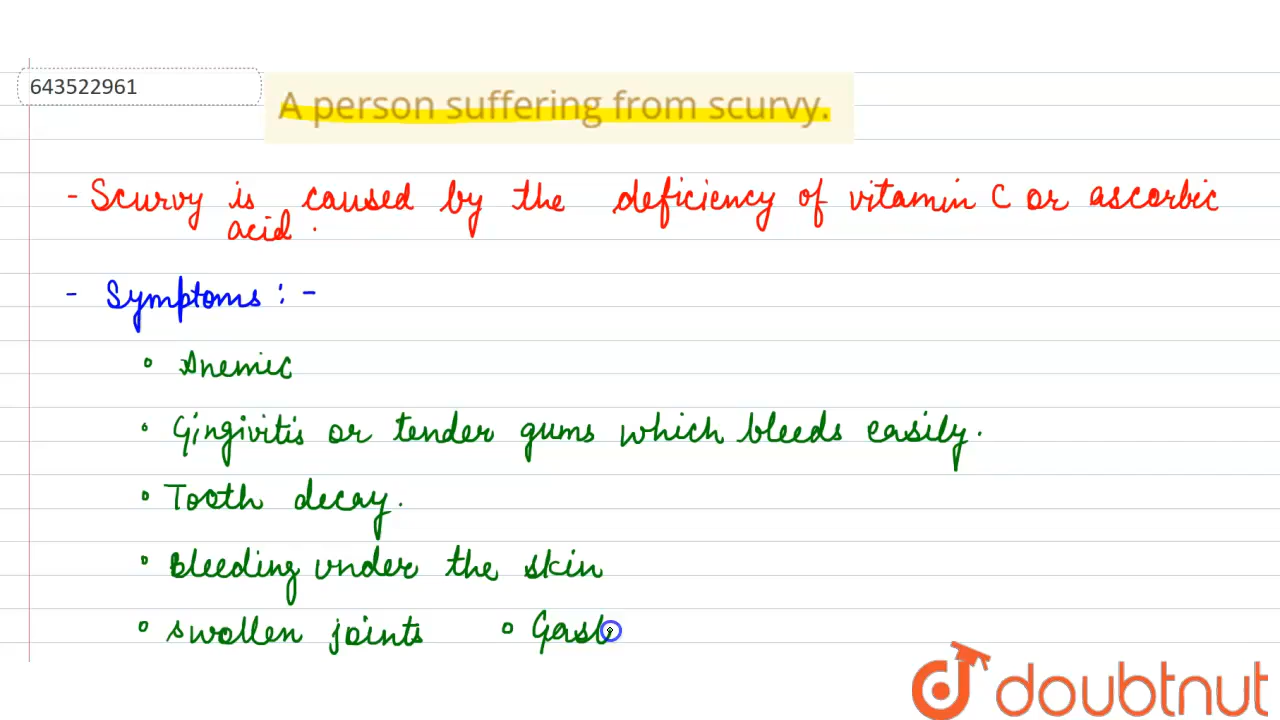 643522961
A person suffering from scurvy.
- Scurvy is caused by the deficiency of vitamin C or ascorbic
acid.
- Symptoms : -
• Anemic
• Gingivitis or tender gums which bleeds easily.
• Tooth decay.
• Bleeding under the skin
• swollen joints • 
doubtnut